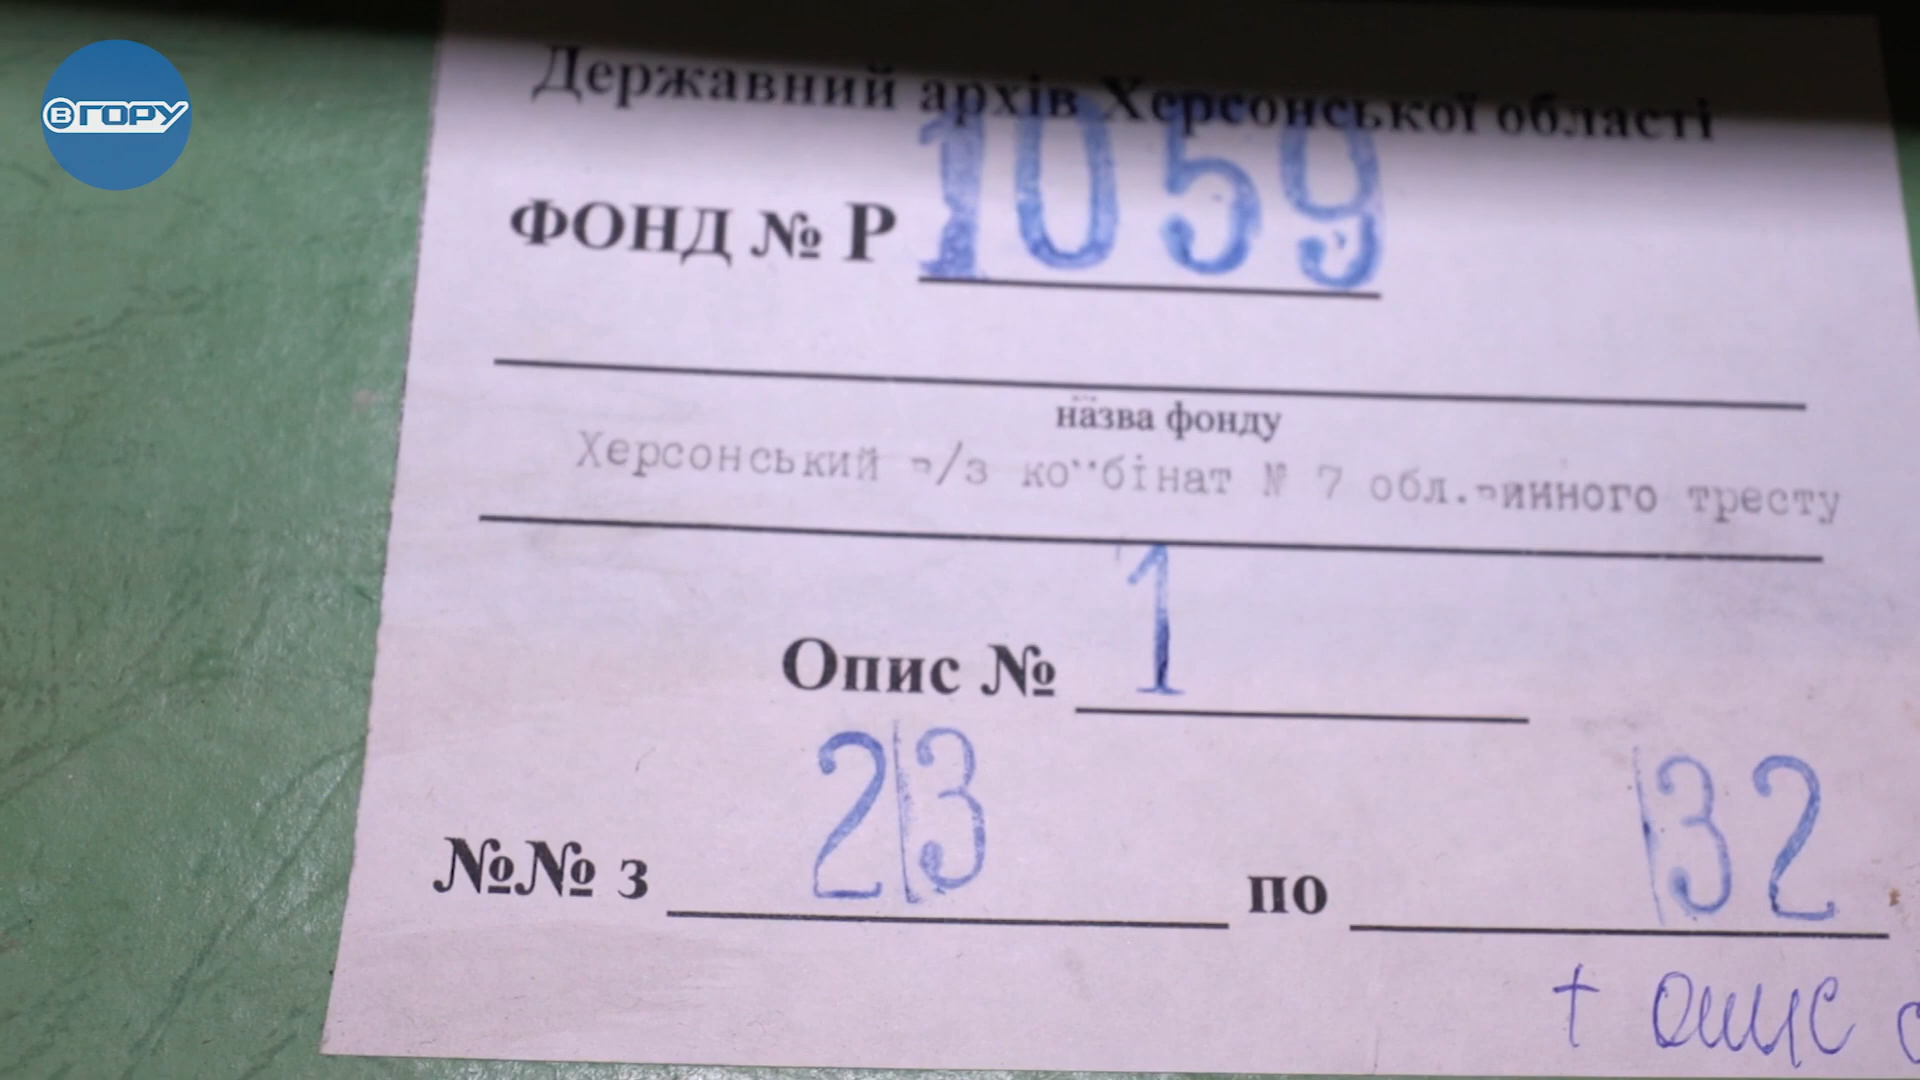 ВГОРУ
Державний архів Херсонської області
ФОНД № Р 1059
назва фонду
Херсонський /з комбінат № 7 обл.винного тресту
Опис № 1
№№ з 23 по 32
+ опис